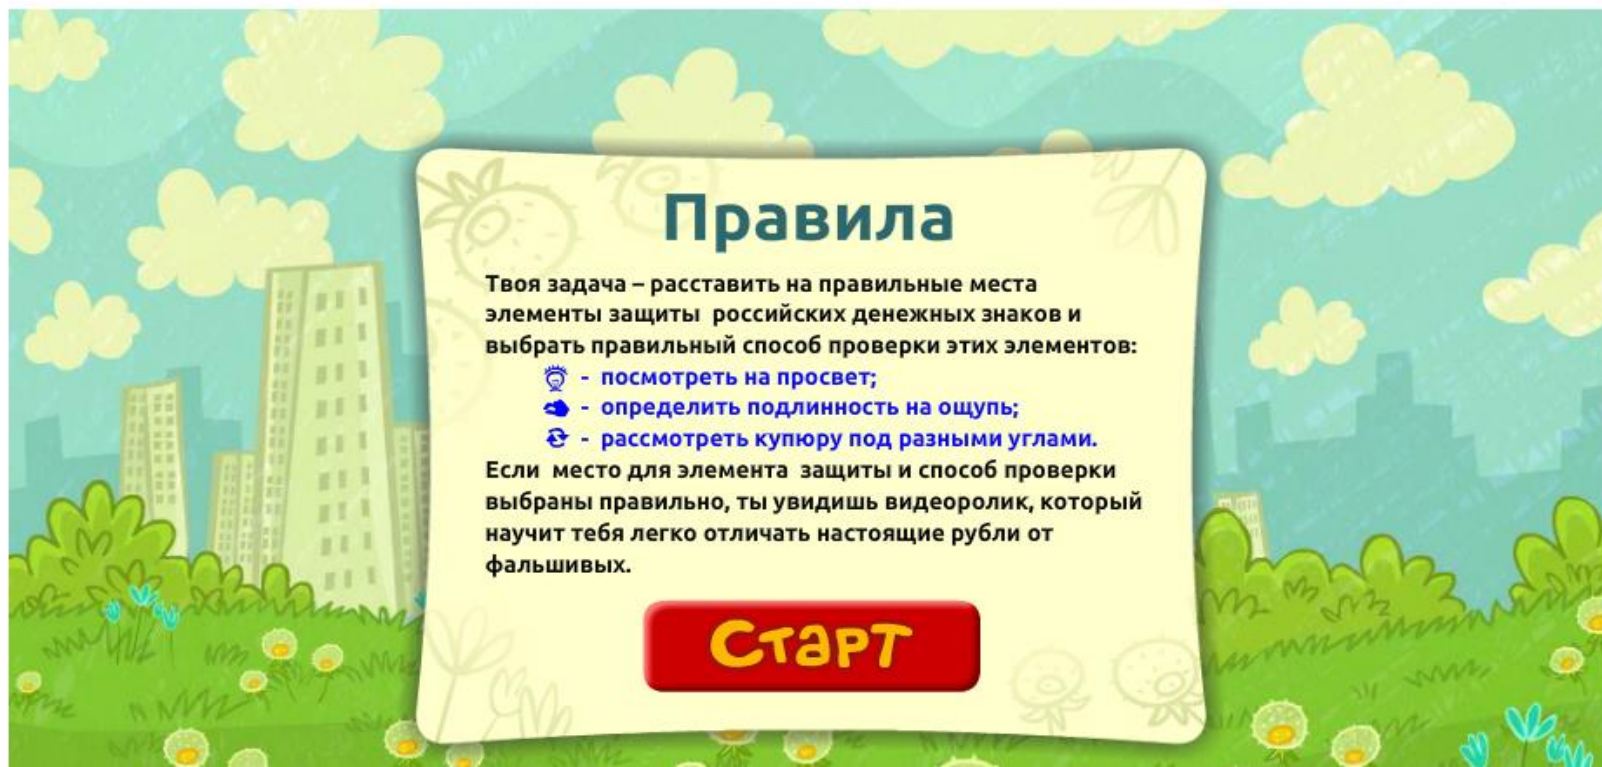 Правила
Твоя задача – расставить на правильные места
элементы защиты  российских денежных знаков и
выбрать правильный способ проверки этих элементов:
- посмотреть на просвет;
- определить подлинность на ощупь;
- рассмотреть купюру под разными углами.
Если  место для элемента  защиты и способ проверки
выбраны правильно, ты увидишь видеоролик, который
научит тебя легко отличать настоящие рубли от
фальшивых.
Старт